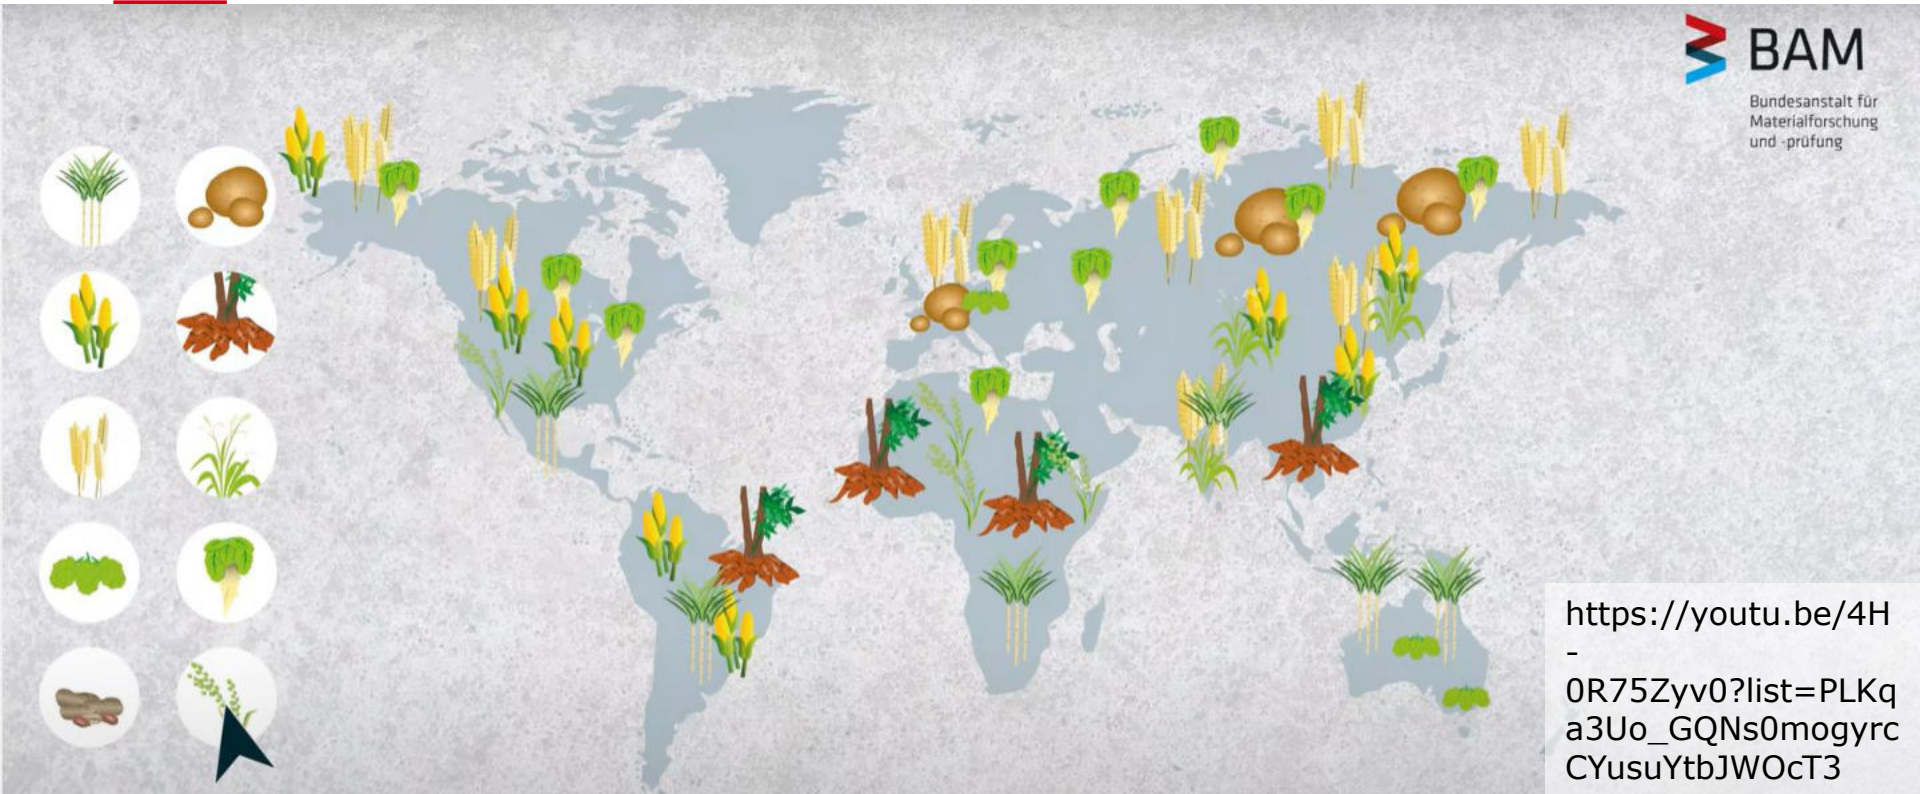 BAM
Bundesanstalt für
Materialforschung
und -prüfung
https://youtu.be/4H
-
0R75Zyv0?list=PLKq
a3Uo_GQNs0mogyrc
CYusuYtbJWOcT3